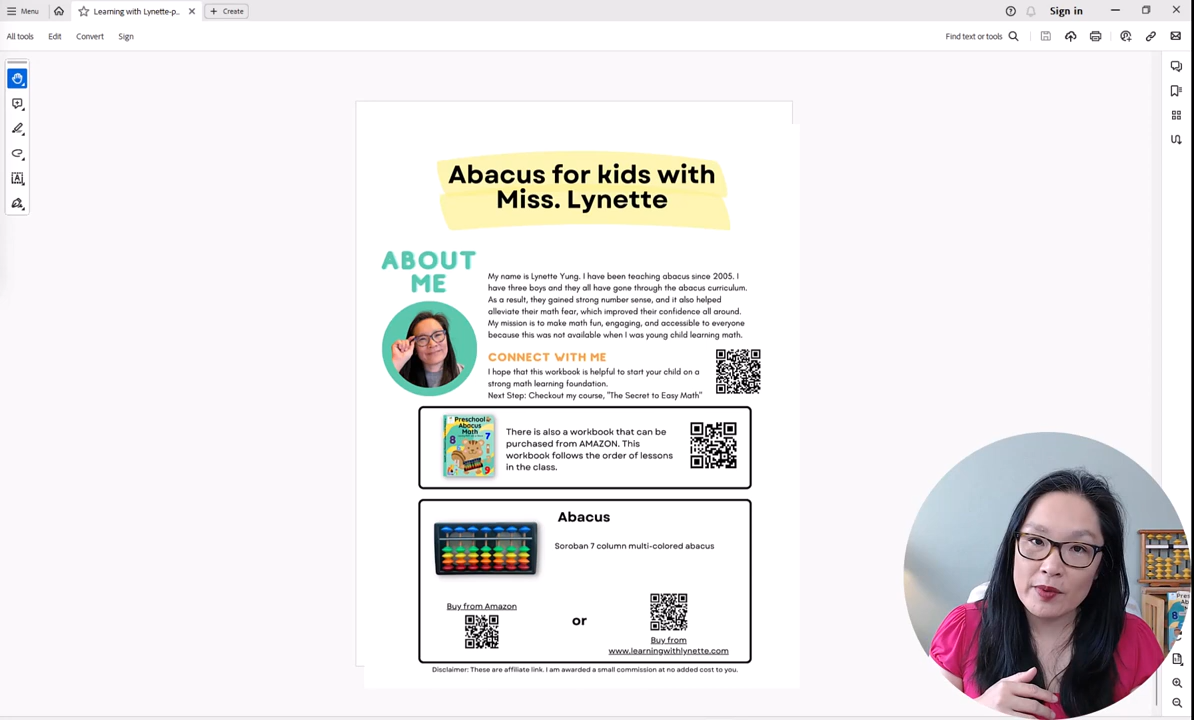 Menu
Learning with Lynette-p...
Create
Sign in
All tools
Edit
Convert
Sign
Find text or tools
Abacus for kids with
Miss. Lynette
ABOUT
ME
My name is Lynette Yung. I have been teaching abacus since 2005. I
have three boys and they all have gone through the abacus curriculum.
As a result, they gained strong number sense, and it also helped
alleviate their math fear, which improved their confidence all around.
My mission is to make math fun, engaging, and accessible to everyone
because this was not available when I was young child learning math.
CONNECT WITH ME
I hope that this workbook is helpful to start your child on a
strong math learning foundation.
Next Step: Checkout my course, "The Secret to Easy Math"
Preschool
Abacus
Math
8
7
9
There is also a workbook that can be
purchased from AMAZON. This
workbook follows the order of lessons
in the class.
Abacus
Soroban 7 column multi-colored abacus
Buy from Amazon
or
Buy from
www.learningwithlynette.com
Disclaimer: These are affiliate link. I am awarded a small commission at no added cost to you.